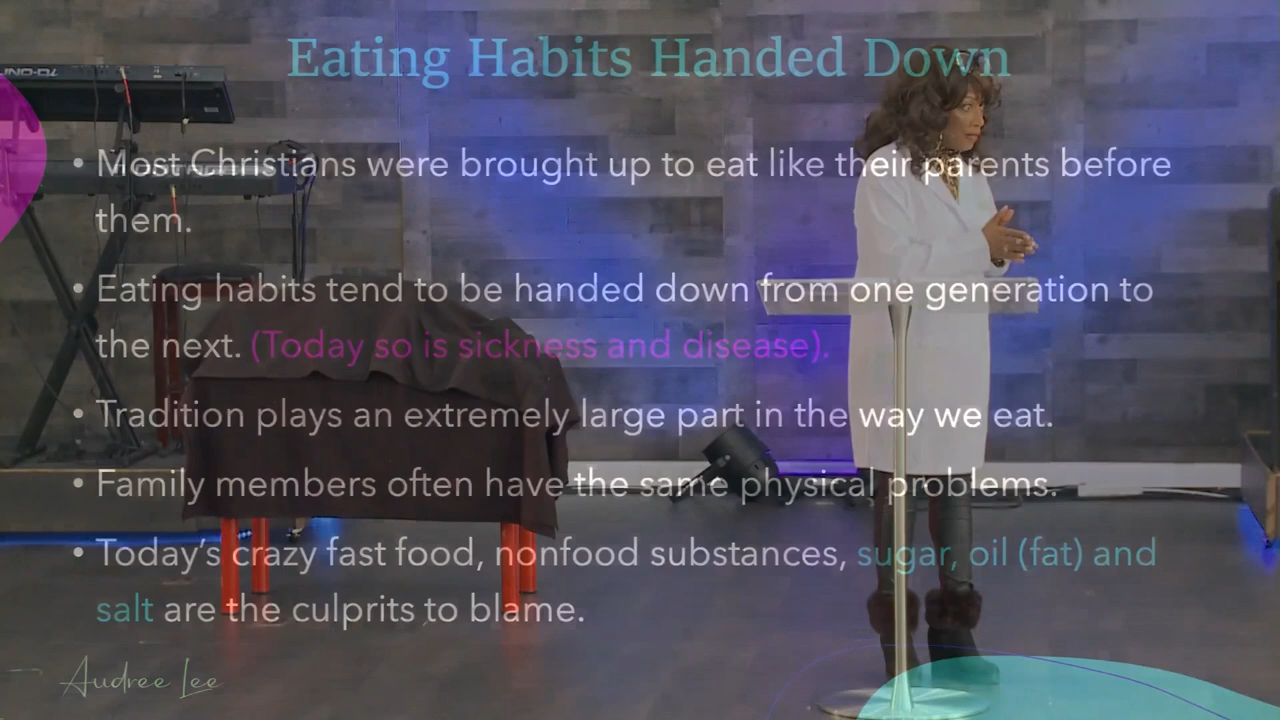 Eating Habits Handed Down
• Most Christians were brought up to eat like their parents before
them.
• Eating habits tend to be handed down from one generation to
the next. (Today so is sickness and disease).
• Tradition plays an extremely large part in the way we eat.
• Family members often have the same physical problems.
• Today’s crazy fast food, nonfood substances, sugar, oil (fat) and
salt are the culprits to blame.
Audree Lee